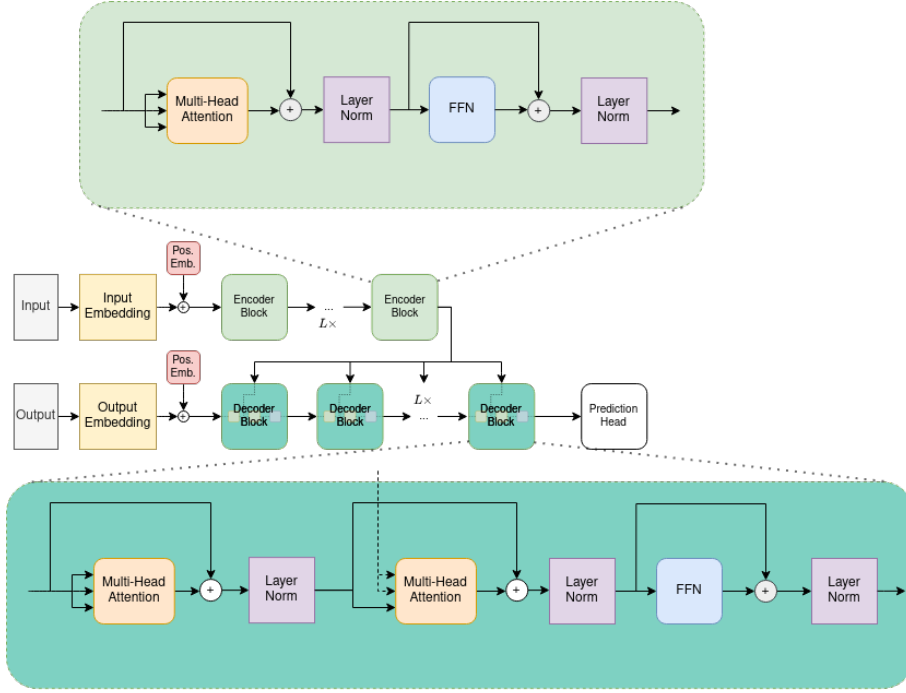 Multi-Head
Attention
+
Layer
Norm
FFN
+
Layer
Norm
Pos.
Emb.
Input
Input
Embedding
+
Encoder
Block
...
L×
Encoder
Block
Pos.
Emb.
Output
Output
Embedding
+
Decoder
Block
Decoder
Block
L×
...
Decoder
Block
Prediction
Head
Multi-Head
Attention
+
Layer
Norm
Multi-Head
Attention
+
Layer
Norm
FFN
+
Layer
Norm